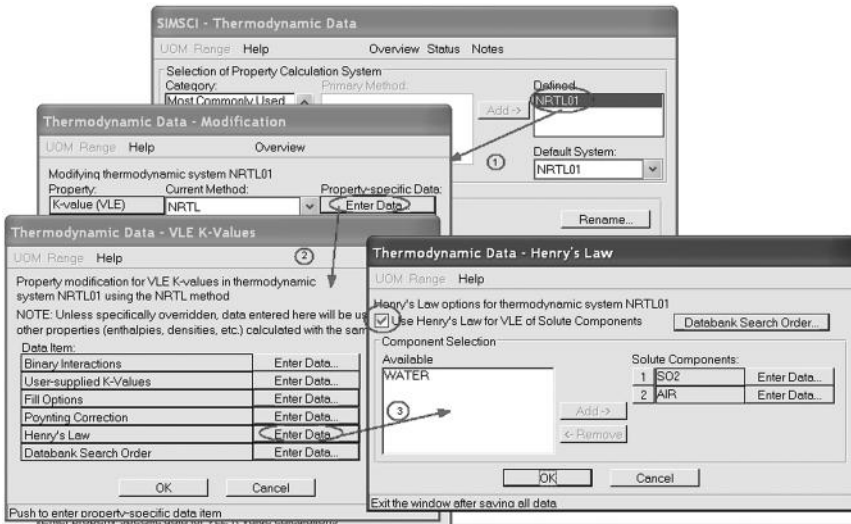 SIMSCI - Thermodynamic Data
UOM Range Help Overview Status Notes
Selection of Property Calculation System
Category: Primary Method: Defined
Most Commonly Used
Add ->
NRTL01
Default System:
NRTL01
Rename...
1
Thermodynamic Data - Modification
UOM Range Help Overview
Modifying thermodynamic system NRTL01
Property: Current Method: Property-specific Data:
K-value (VLE) NRTL Enter Data...
Thermodynamic Data - VLE K-Values
UOM Range Help
2
Property modification for VLE K-values in thermodynamic
system NRTL01 using the NRTL method
NOTE: Unless specifically overridden, data entered here will be us
other properties (enthalpies, densities, etc.) calculated with the sam
Data Item:
Binary Interactions Enter Data...
User-supplied K-Values Enter Data...
Fill Options Enter Data...
Poynting Correction Enter Data...
Henry's Law Enter Data...
Databank Search Order Enter Data...
OK Cancel
Push to enter property-specific data item
Thermodynamic Data - Henry's Law
UOM Range Help
Henry's Law options for thermodynamic system NRTL01
Use Henry's Law for VLE of Solute Components Databank Search Order...
Component Selection
Available Solute Components:
WATER
1 SO2 Enter Data...
2 AIR Enter Data...
3
Add ->
<- Remove
OK Cancel
Exit the window after saving all data